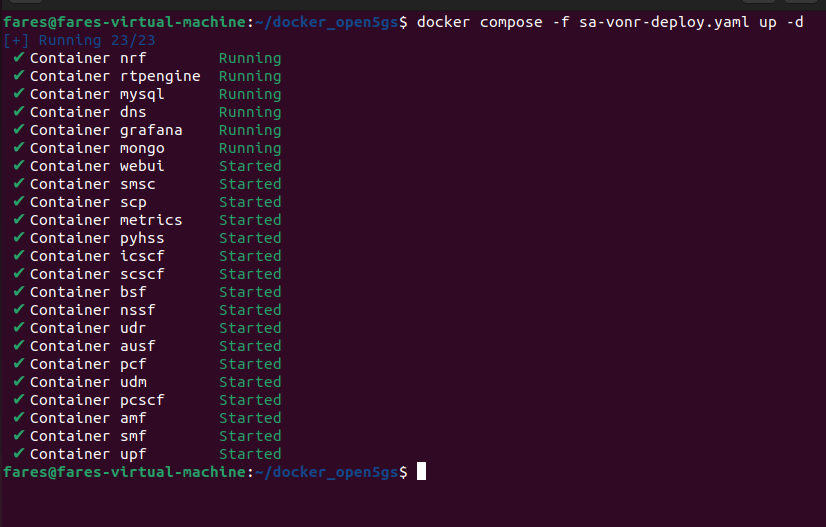 fares@fares-virtual-machine:~/docker_open5gs$ docker compose -f sa-vonr-deploy.yaml up -d
[+] Running 23/23
✔ Container nrf Running
✔ Container rtpengine Running
✔ Container mysql Running
✔ Container dns Running
✔ Container grafana Running
✔ Container mongo Running
✔ Container webui Started
✔ Container smsc Started
✔ Container scp Started
✔ Container metrics Started
✔ Container pyhss Started
✔ Container icscf Started
✔ Container scscf Started
✔ Container bsf Started
✔ Container nssf Started
✔ Container udr Started
✔ Container ausf Started
✔ Container pcf Started
✔ Container udm Started
✔ Container pcscf Started
✔ Container amf Started
✔ Container smf Started
✔ Container upf Started
fares@fares-virtual-machine:~/docker_open5gs$